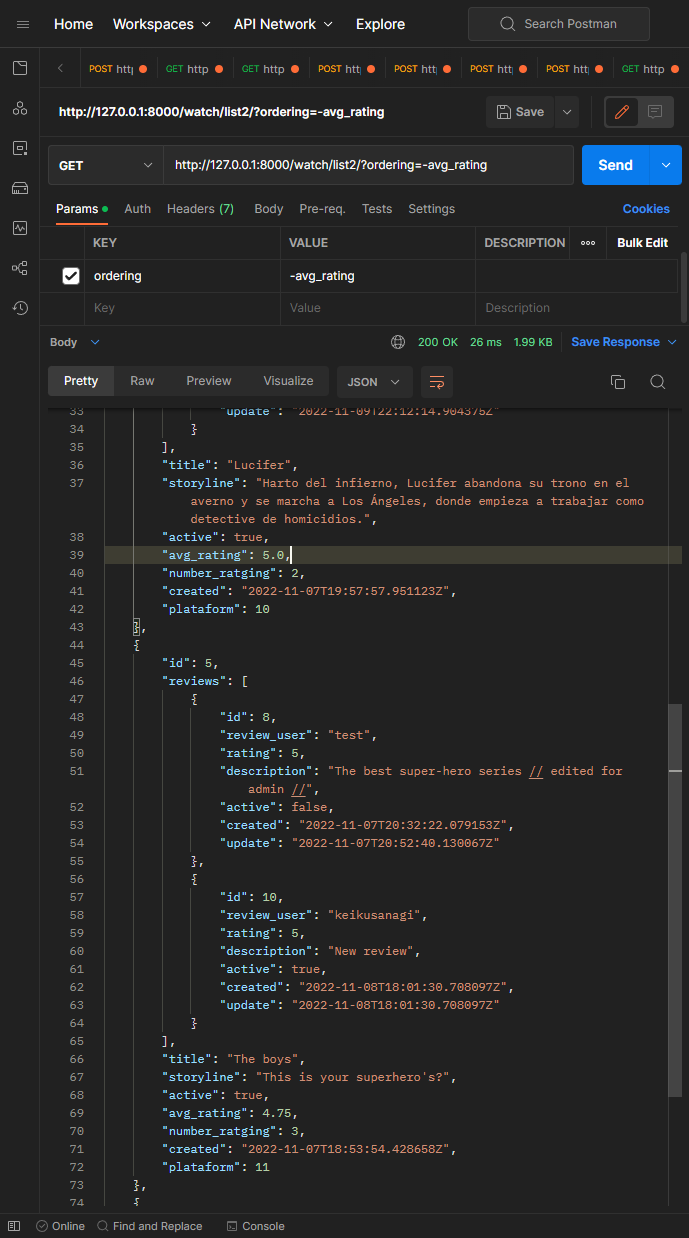 Home Workspaces API Network Explore Search Postman
POST http GET http GET http POST http POST http POST http POST http GET http
http://127.0.0.1:8000/watch/list2/?ordering=-avg_rating Save
GET http://127.0.0.1:8000/watch/list2/?ordering=-avg_rating Send
Params Auth Headers (7) Body Pre-req. Tests Settings Cookies
KEY VALUE DESCRIPTION ooo Bulk Edit
ordering -avg_rating
Key Value Description
Body 200 OK 26 ms 1.99 KB Save Response
Pretty Raw Preview Visualize JSON
33 "update": "2022-11-09T22:12:14.904375Z"
34 }
35 ],
36 "title": "Lucifer",
37 "storyline": "Harto del infierno, Lucifer abandona su trono en el
averno y se marcha a Los Ángeles, donde empieza a trabajar como
detective de homicidios.",
38 "active": true,
39 "avg_rating": 5.0,
40 "number_ratging": 2,
41 "created": "2022-11-07T19:57:57.951123Z",
42 "plataform": 10
43 },
44 {
45 "id": 5,
46 "reviews": [
47 {
48 "id": 8,
49 "review_user": "test",
50 "rating": 5,
51 "description": "The best super-hero series // edited for
admin //",
52 "active": false,
53 "created": "2022-11-07T20:32:22.079153Z",
54 "update": "2022-11-07T20:52:40.130067Z"
55 },
56 {
57 "id": 10,
58 "review_user": "keikusanagi",
59 "rating": 5,
60 "description": "New review",
61 "active": true,
62 "created": "2022-11-08T18:01:30.708097Z",
63 "update": "2022-11-08T18:01:30.708097Z"
64 }
65 ],
66 "title": "The boys",
67 "storyline": "This is your superhero's?",
68 "active": true,
69 "avg_rating": 4.75,
70 "number_ratging": 3,
71 "created": "2022-11-07T18:53:54.428658Z",
72 "plataform": 11
73 },
74 {
Online Find and Replace Console